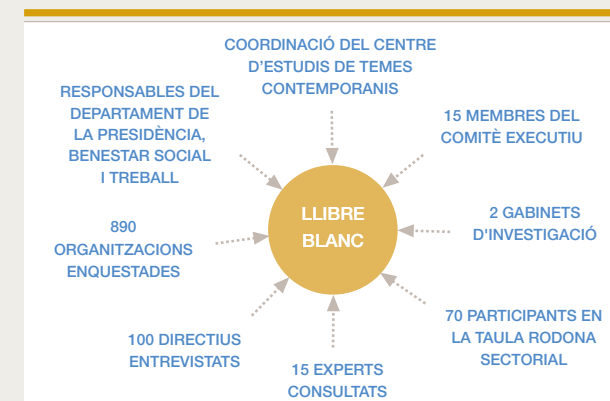 COORDINACIÓ DEL CENTRE
D'ESTUDIS DE TEMES
CONTEMPORANIS
RESPONSABLES DEL
DEPARTAMENT DE
LA PRESIDÈNCIA,
BENESTAR SOCIAL
I TREBALL
15 MEMBRES DEL
COMITÈ EXECUTIU
LLIBRE
BLANC
890
ORGANITZACIONS
ENQUESTADES
2 GABINETS
D'INVESTIGACIÓ
100 DIRECTIUS
ENTREVISTATS
15 EXPERTS
CONSULTATS
70 PARTICIPANTS EN
LA TAULA RODONA
SECTORIAL